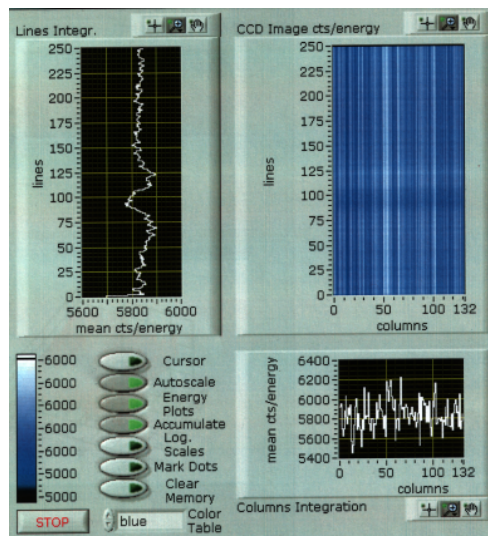 Lines Integr.
250
225
200
175
150
125
100
75
50
25
0
lines
5600 5800 6000
mean cts/energy
CCD Image cts/energy
250
225
200
175
150
125
100
75
50
25
0
lines
0 50 100 132
columns
6000
6000
6000
6000
6000
5000
5000
Cursor
Autoscale
Energy
Plots
Accumulate
Log.
Scales
Mark Dots
Clear
Memory
STOP
blue
Color
Table
6400
6200
6000
5800
5600
5400
mean cts/energy
0 50 100 132
columns
Columns Integration